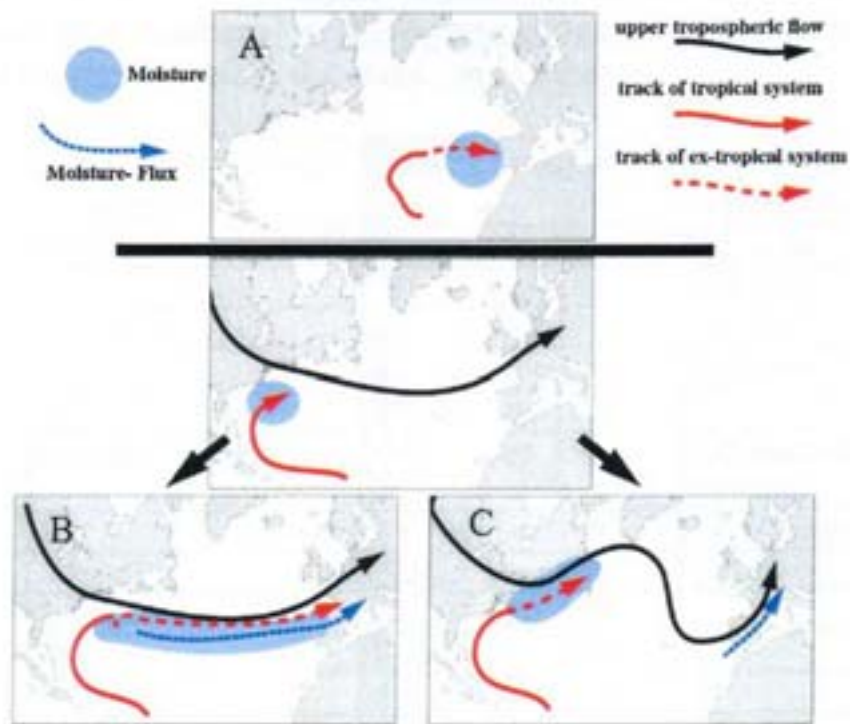 A
Moisture
Moisture- Flux
upper tropospheric flow
track of tropical system
track of ex-tropical system
B
C